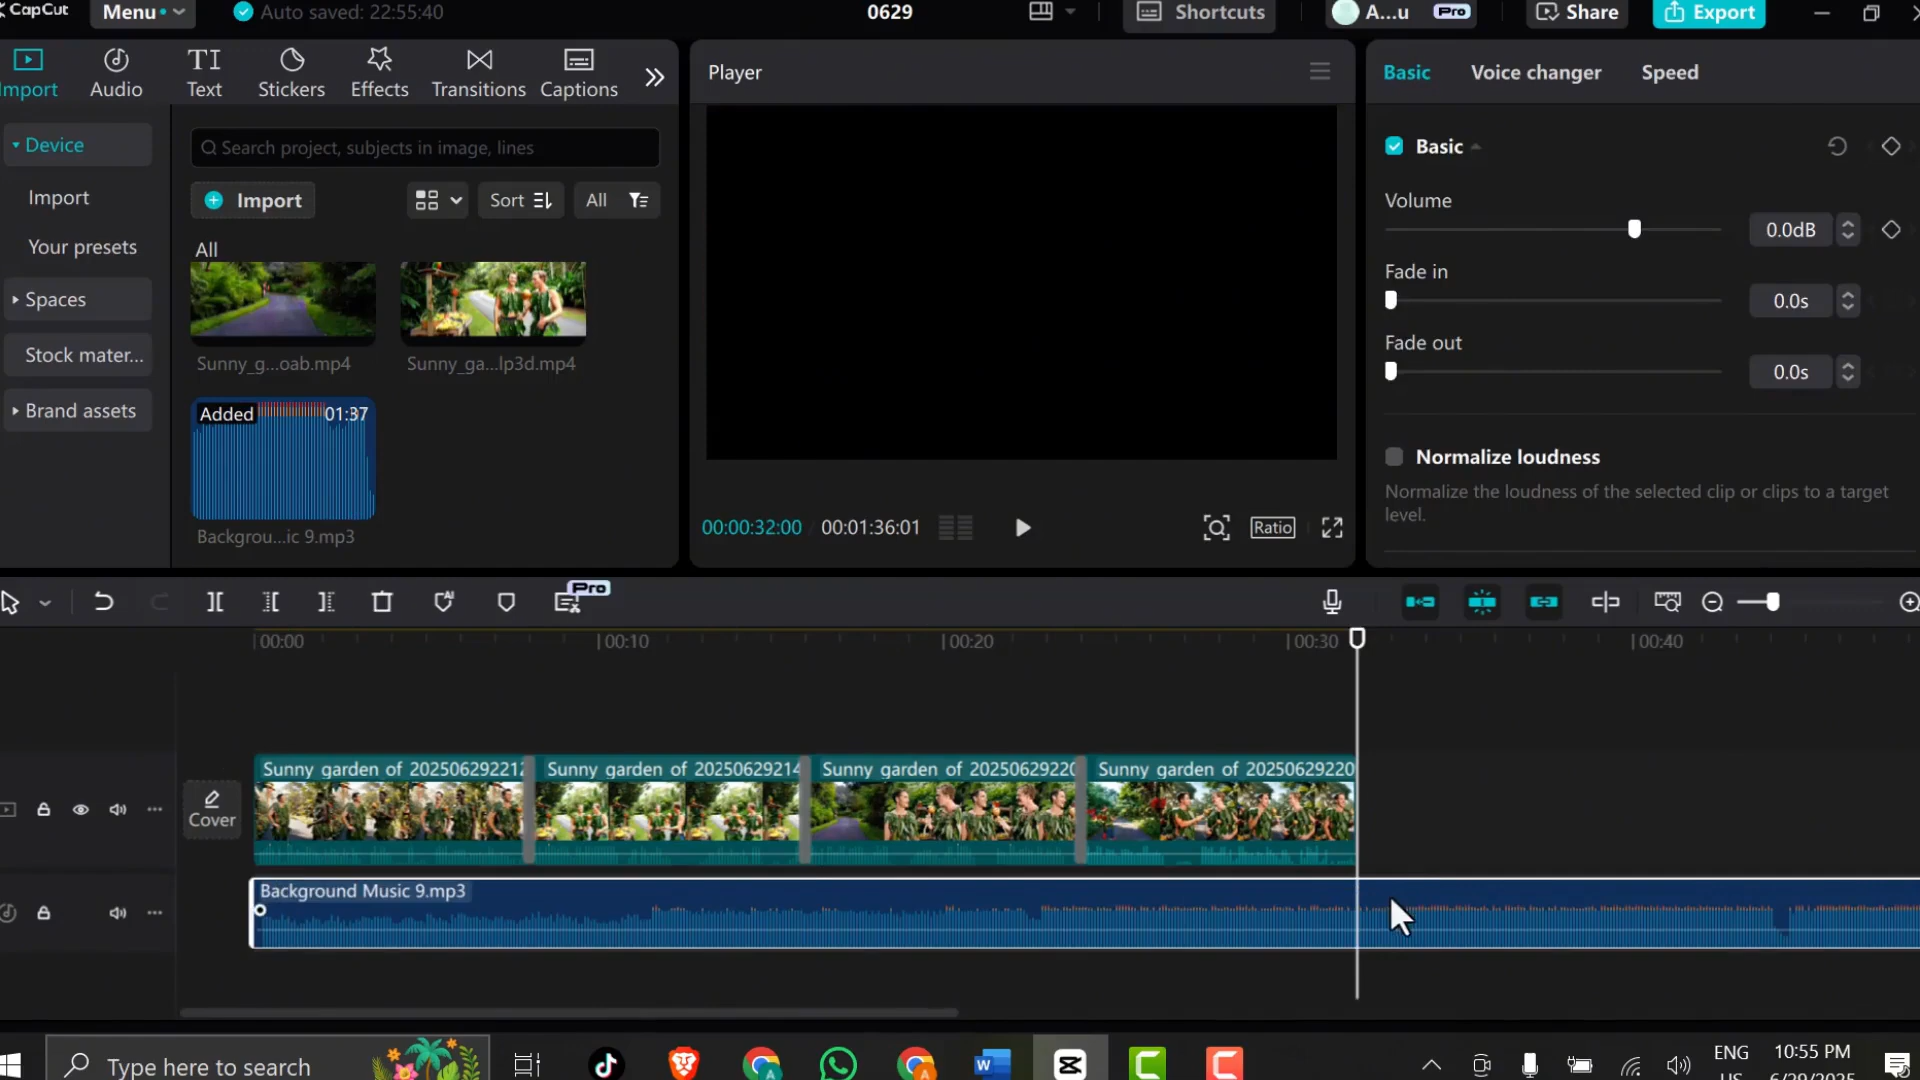 CapCut
Menu
Auto saved: 22:55:40
0629
Shortcuts
A...u
Pro
Share
Export
Import
Audio
TI
Text
Stickers
Effects
Transitions
Captions
Device
Import
Your presets
Spaces
Stock mater...
Brand assets
Search project, subjects in image, lines
Import
Sort
All
All
Sunny_g...oab.mp4
Sunny_ga...lp3d.mp4
Added
01:37
Backgrou...ic 9.mp3
Player
00:00:32:00
00:01:36:01
Ratio
Basic
Voice changer
Speed
Basic
Volume
0.0dB
Fade in
0.0s
Fade out
0.0s
Normalize loudness
Normalize the loudness of the selected clip or clips to a target
level.
Pro
00:00
00:10
00:20
00:30
00:40
Cover
Sunny garden of 202506292212
Sunny garden of 20250629214
Sunny garden of 20250629220
Sunny garden of 20250629220
Background Music 9.mp3
Type here to search
ENG
10:55 PM